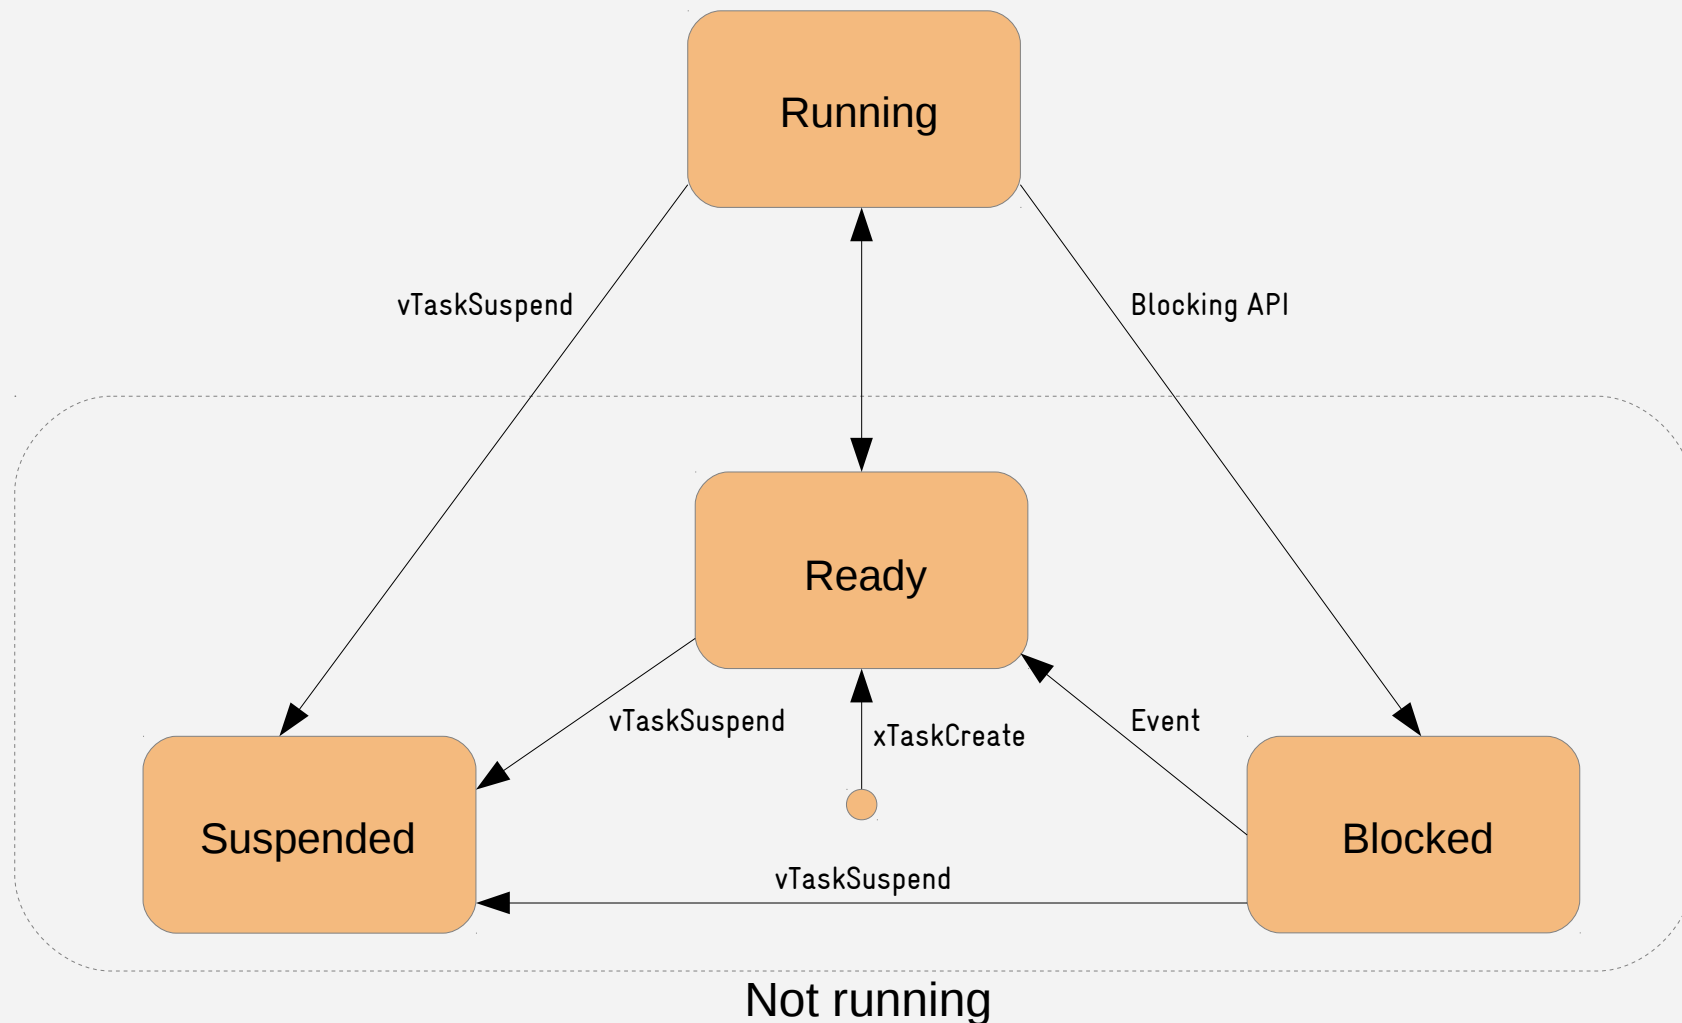 Running
vTaskSuspend
Blocking API
Ready
vTaskSuspend
xTaskCreate
Event
Suspended
Blocked
vTaskSuspend
Not running